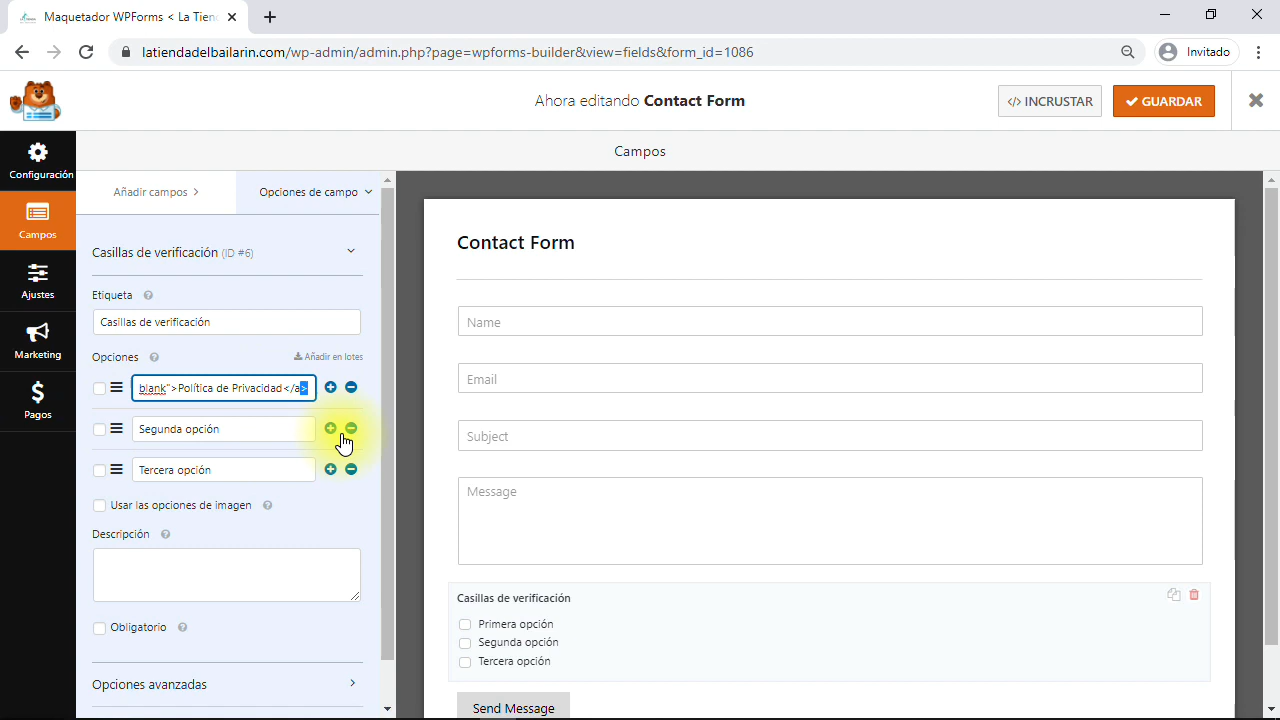 Maquetador WPForms < La Tien
latiendadelbailarin.com/wp-admin/admin.php?page=wpforms-builder&view=fields&form_id=1086
Invitado
Ahora editando Contact Form
</> INCRUSTAR
GUARDAR
Configuración
Campos
Ajustes
Marketing
Pagos
Campos
Añadir campos >
Opciones de campo
Casillas de verificación (ID #6)
Etiqueta
Casillas de verificación
Opciones
Añadir en lotes
blank">Política de Privacidad</a>
Segunda opción
Tercera opción
Usar las opciones de imagen
Descripción
Obligatorio
Opciones avanzadas
Contact Form
Name
Email
Subject
Message
Casillas de verificación
Primera opción
Segunda opción
Tercera opción
Send Message